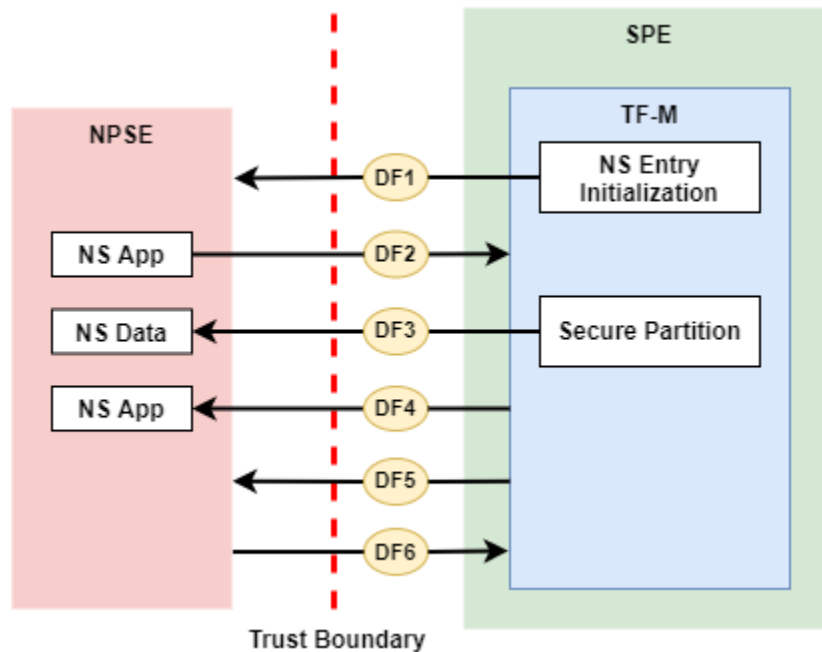 SPE
TF-M
NPSE
NS Entry
Initialization
DF1
NS App
DF2
NS Data
DF3
Secure Partition
NS App
DF4
DF5
DF6
Trust Boundary